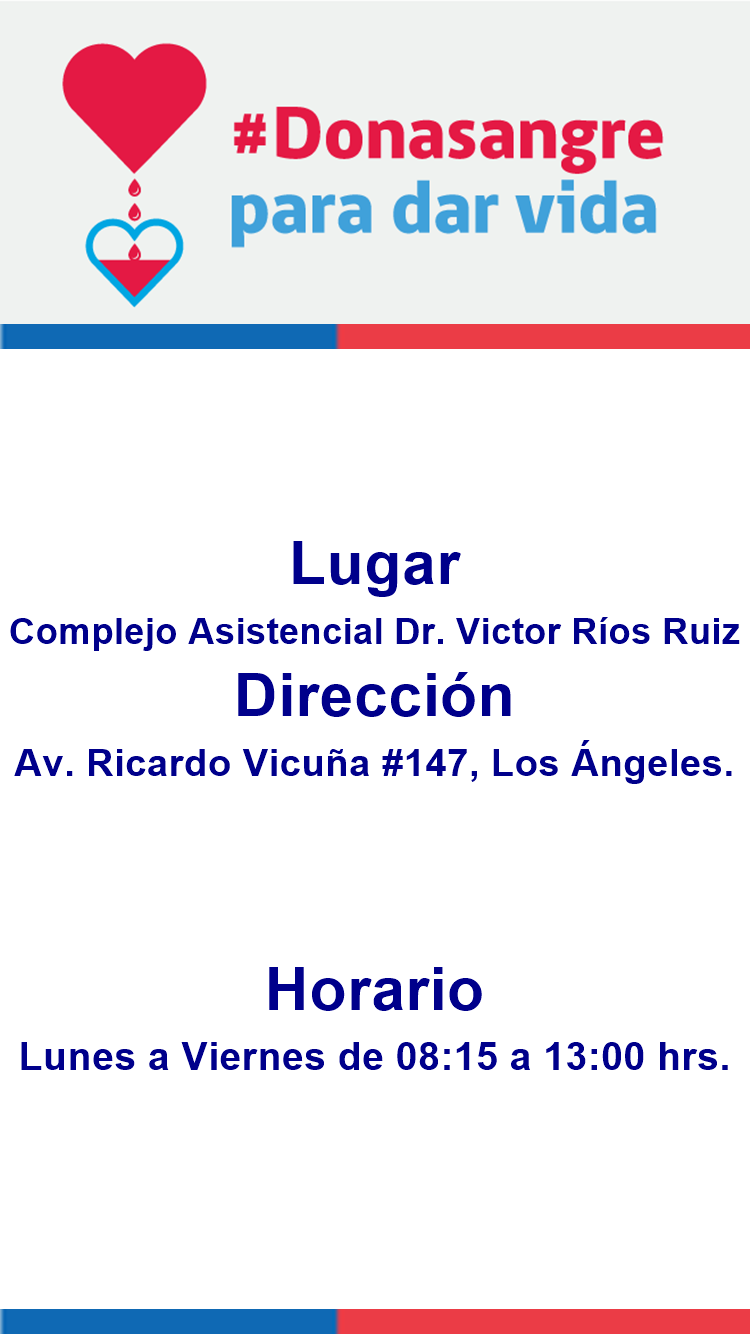 #Donasangre
para dar vida
Lugar
Complejo Asistencial Dr. Victor Ríos Ruiz
Dirección
Av. Ricardo Vicuña #147, Los Ángeles.
Horario
Lunes a Viernes de 08:15 a 13:00 hrs.